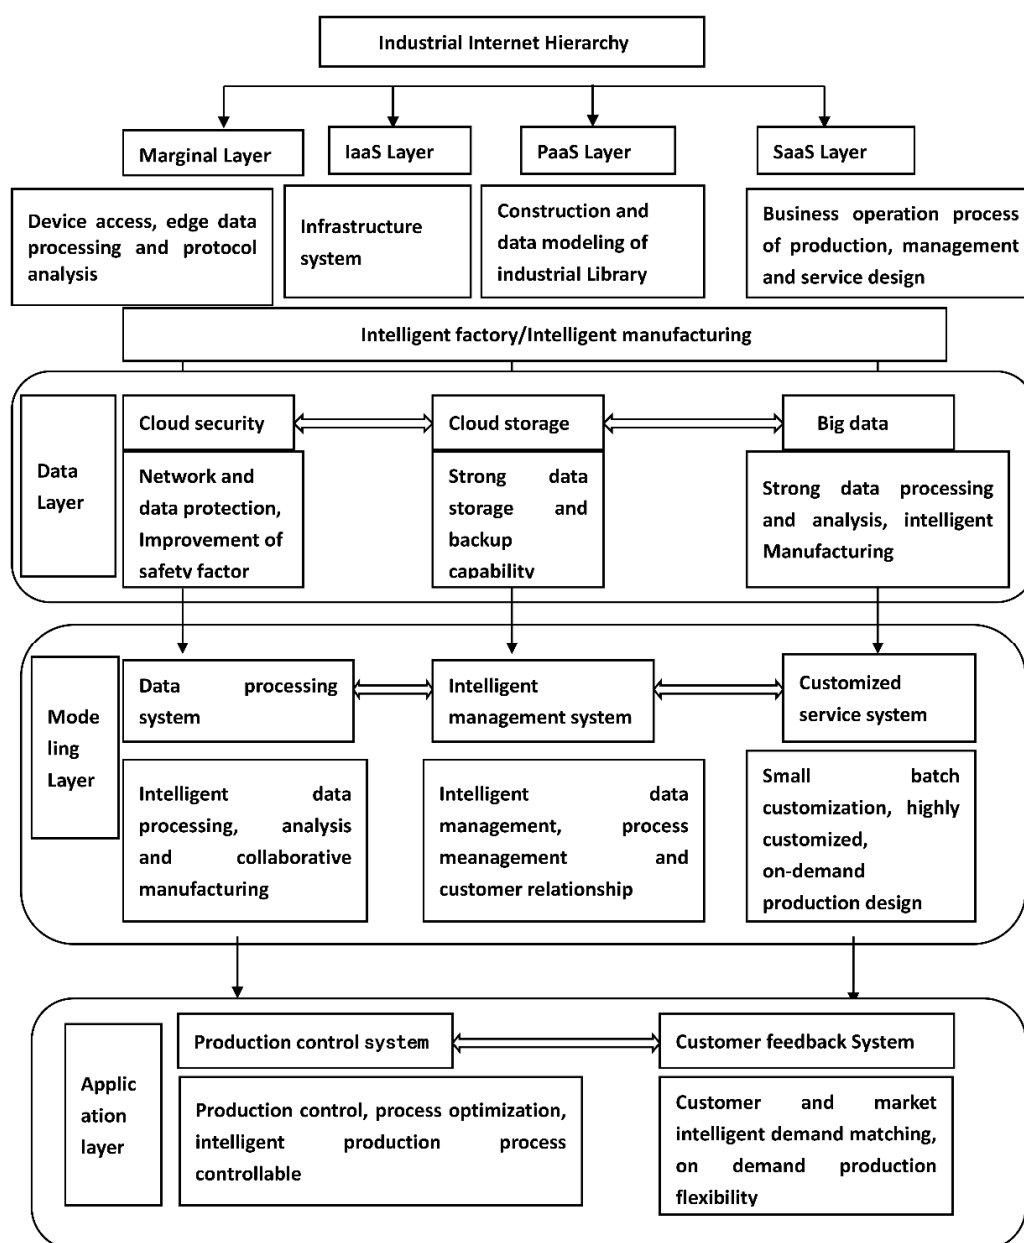 Industrial Internet Hierarchy
Marginal Layer
IaaS Layer
PaaS Layer
SaaS Layer
Device access, edge data
processing and protocol
analysis
Infrastructure
system
Construction and
data modeling of
industrial Library
Business operation process
of production, management
and service design
Intelligent factory/Intelligent manufacturing
Data
Layer
Cloud security
Cloud storage
Big data
Network and
data protection,
Improvement of
safety factor
Strong data
storage and
backup
capability
Strong data processing
and analysis, intelligent
Manufacturing
Mode
ling
Layer
Data processing
system
Intelligent
management system
Customized
service system
Intelligent data
processing, analysis
and collaborative
manufacturing
Intelligent data
management, process
meanagement and
customer relationship
Small batch
customization, highly
customized,
on-demand
production design
Applic
ation
layer
Production control system
Customer feedback System
Production control, process optimization,
intelligent production process
controllable
Customer and market
intelligent demand matching,
on demand production
flexibility